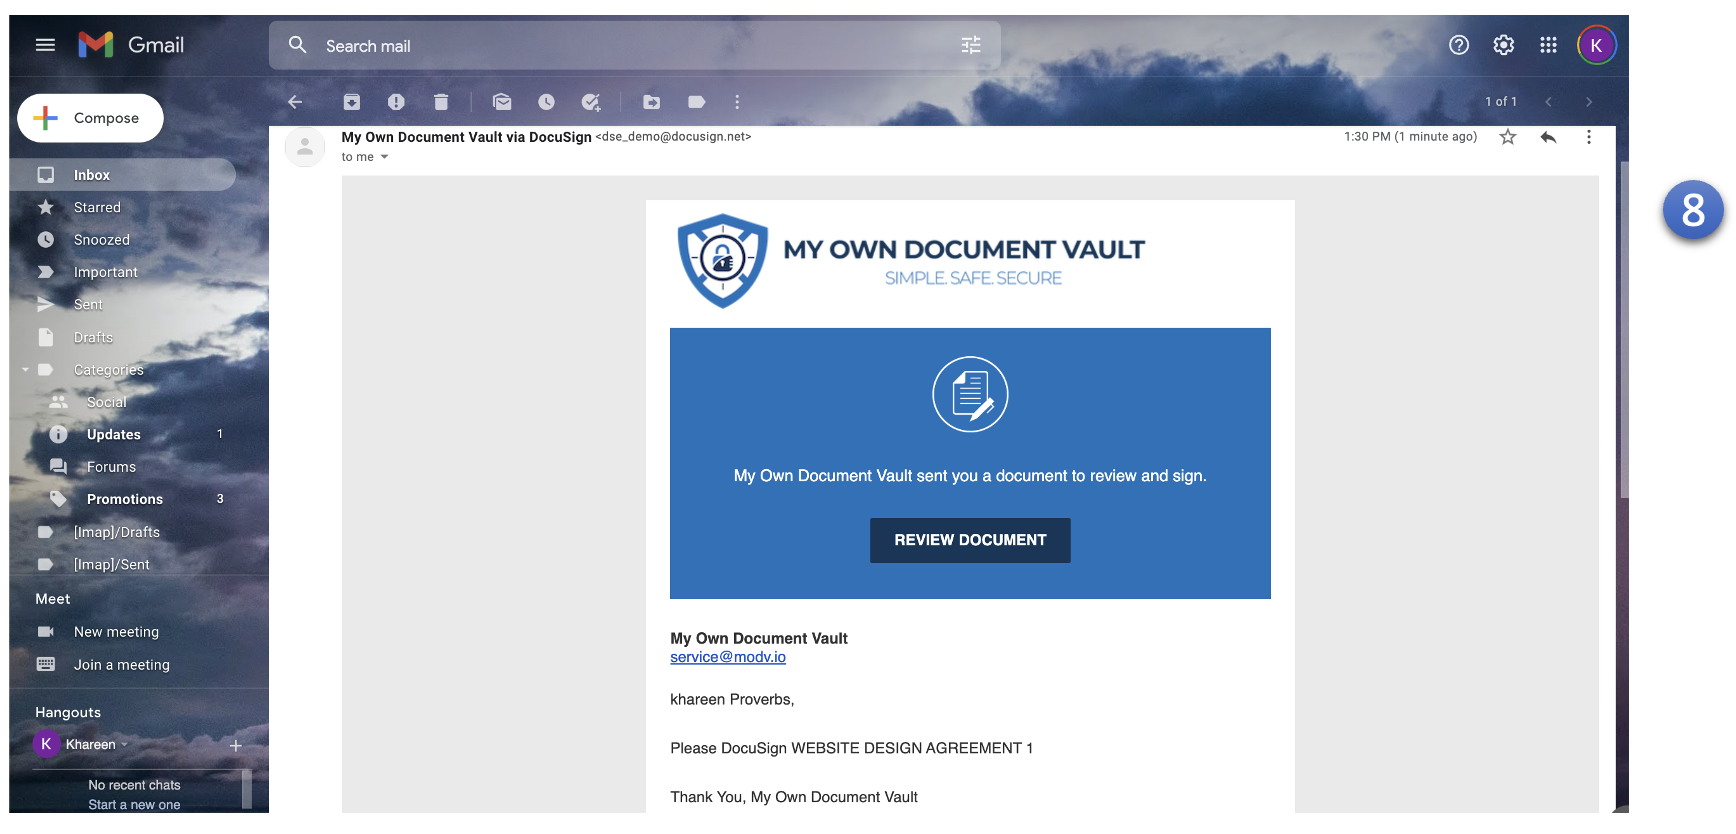 Gmail
Search mail
K
Compose
1 of 1
Inbox
Starred
Snoozed
Important
Sent
Drafts
Categories
Social
Updates 1
Forums
Promotions 3
[Imap]/Drafts
[Imap]/Sent
Meet
New meeting
Join a meeting
Hangouts
K Khareen
No recent chats
Start a new one
My Own Document Vault via DocuSign <dse_demo@docusign.net>
1:30 PM (1 minute ago)
to me
MY OWN DOCUMENT VAULT
SIMPLE. SAFE. SECURE
My Own Document Vault sent you a document to review and sign.
REVIEW DOCUMENT
My Own Document Vault
service@modv.io
khareen Proverbs,
Please DocuSign WEBSITE DESIGN AGREEMENT 1
Thank You, My Own Document Vault
8